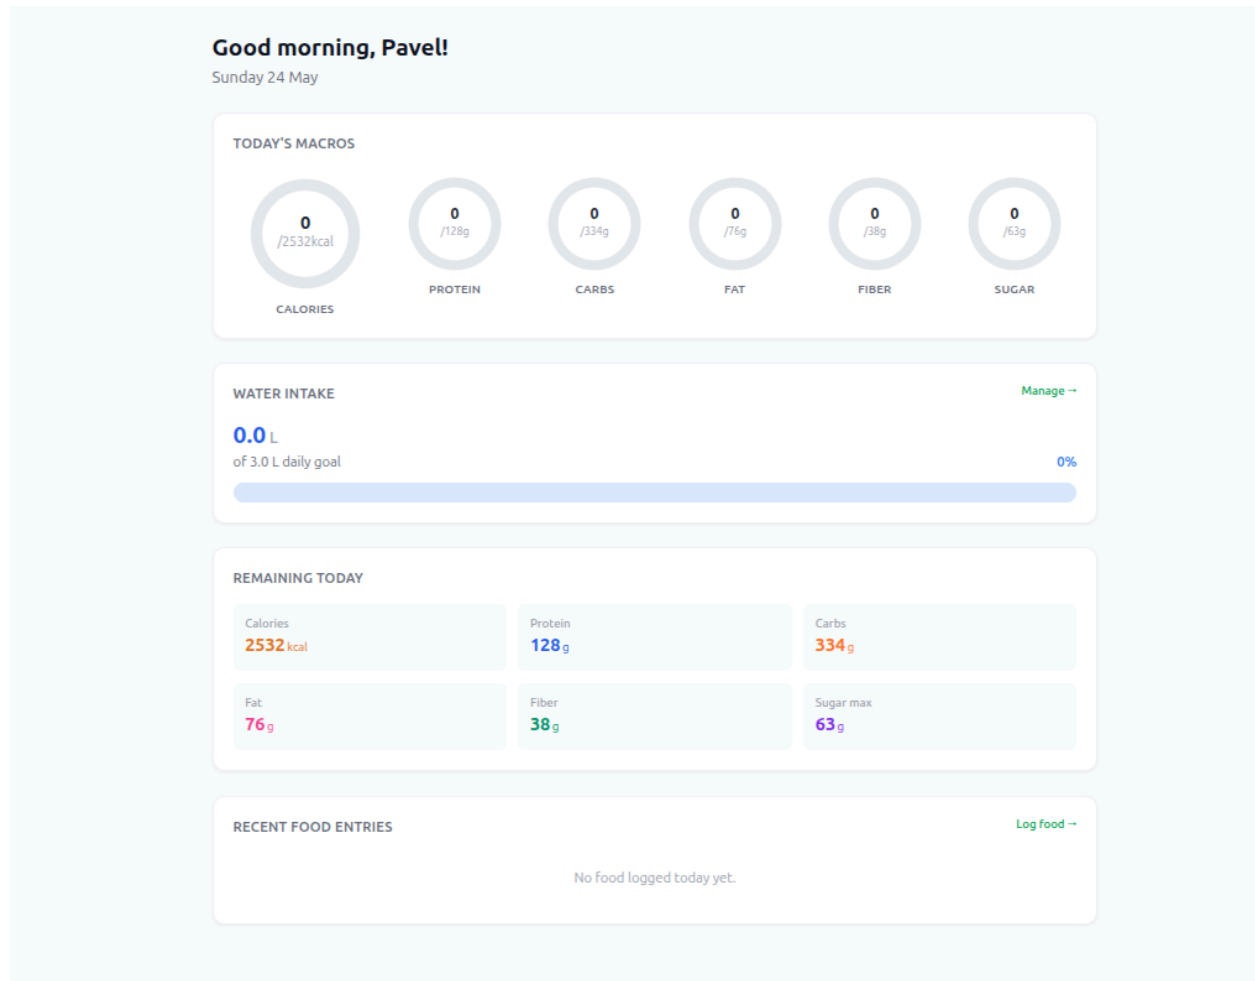 Good morning, Pavel!
Sunday 24 May
TODAY'S MACROS
0
/2532kcal
CALORIES
0
/128g
PROTEIN
0
/334g
CARBS
0
/76g
FAT
0
/38g
FIBER
0
/63g
SUGAR
WATER INTAKE
Manage →
0.0 L
of 3.0 L daily goal
0%
REMAINING TODAY
Calories
2532 kcal
Protein
128 g
Carbs
334 g
Fat
76 g
Fiber
38 g
Sugar max
63 g
RECENT FOOD ENTRIES
Log food →
No food logged today yet.